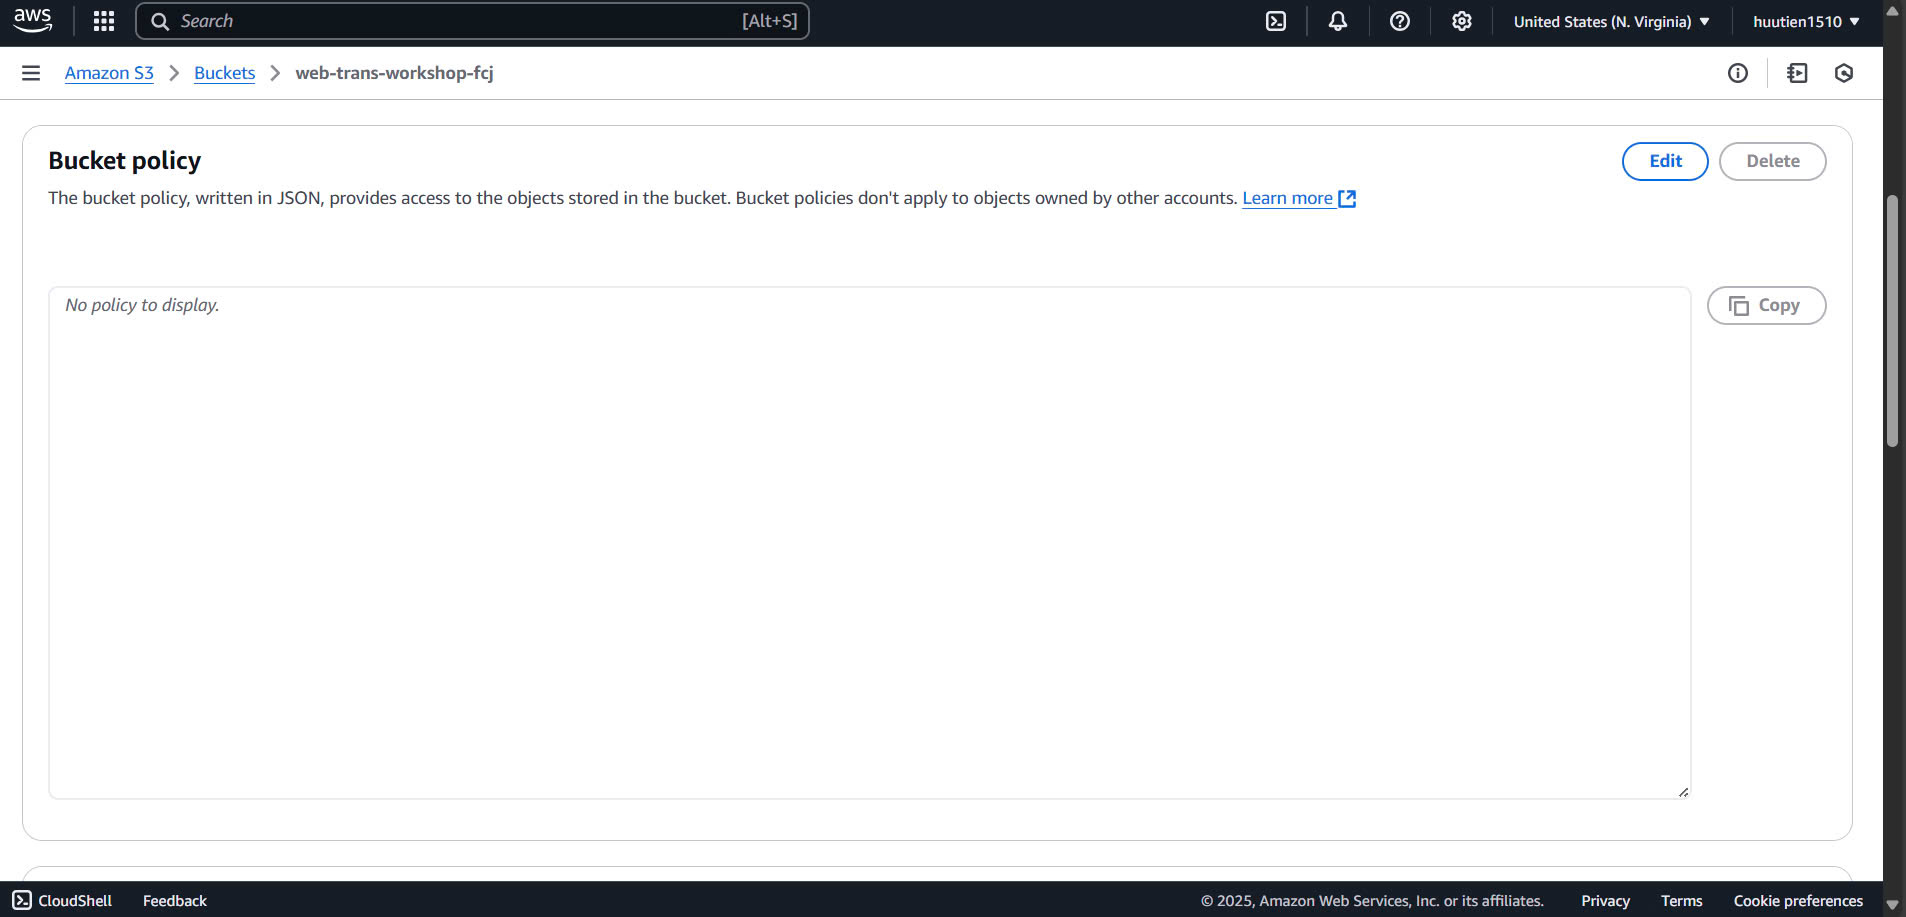 aws Search [Alt+S] United States (N. Virginia) huutien1510
Amazon S3 Buckets web-trans-workshop-fcj
Bucket policy Edit Delete
The bucket policy, written in JSON, provides access to the objects stored in the bucket. Bucket policies don't apply to objects owned by other accounts. Learn more
No policy to display. Copy
CloudShell Feedback © 2025, Amazon Web Services, Inc. or its affiliates. Privacy Terms Cookie preferences